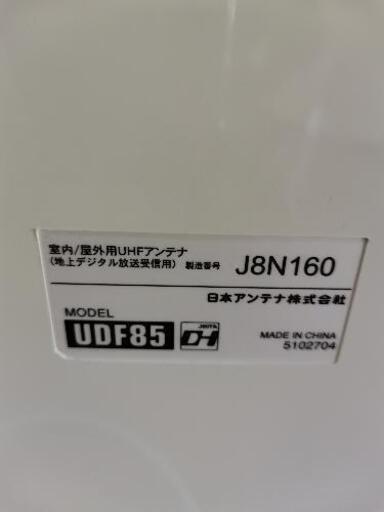 室内/屋外用UHFアンテナ
(地上デジタル放送受信用) 製造番号 J8N160
日本アンテナ株式会社
MODEL
UDF85 JEITA DH MADE IN CHINA
5102704